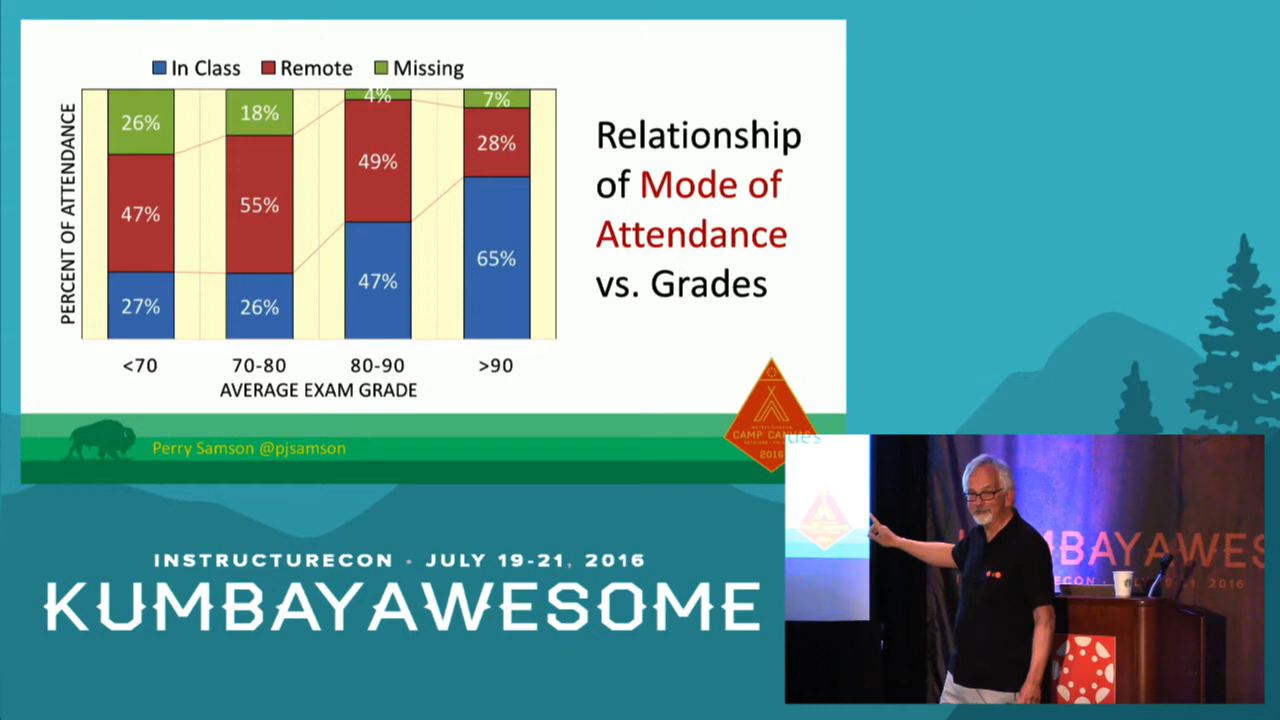 In Class Remote Missing
PERCENT OF ATTENDANCE
26% 18% 4% 7%
47% 55% 49% 28%
27% 26% 47% 65%
<70 70-80 80-90 >90
AVERAGE EXAM GRADE
Relationship
of Mode of
Attendance
vs. Grades
Perry Samson @pjsamson
CAMP CANVAS
2016
INSTRUCTURECON • JULY 19-21, 2016
KUMBAYAWESOME